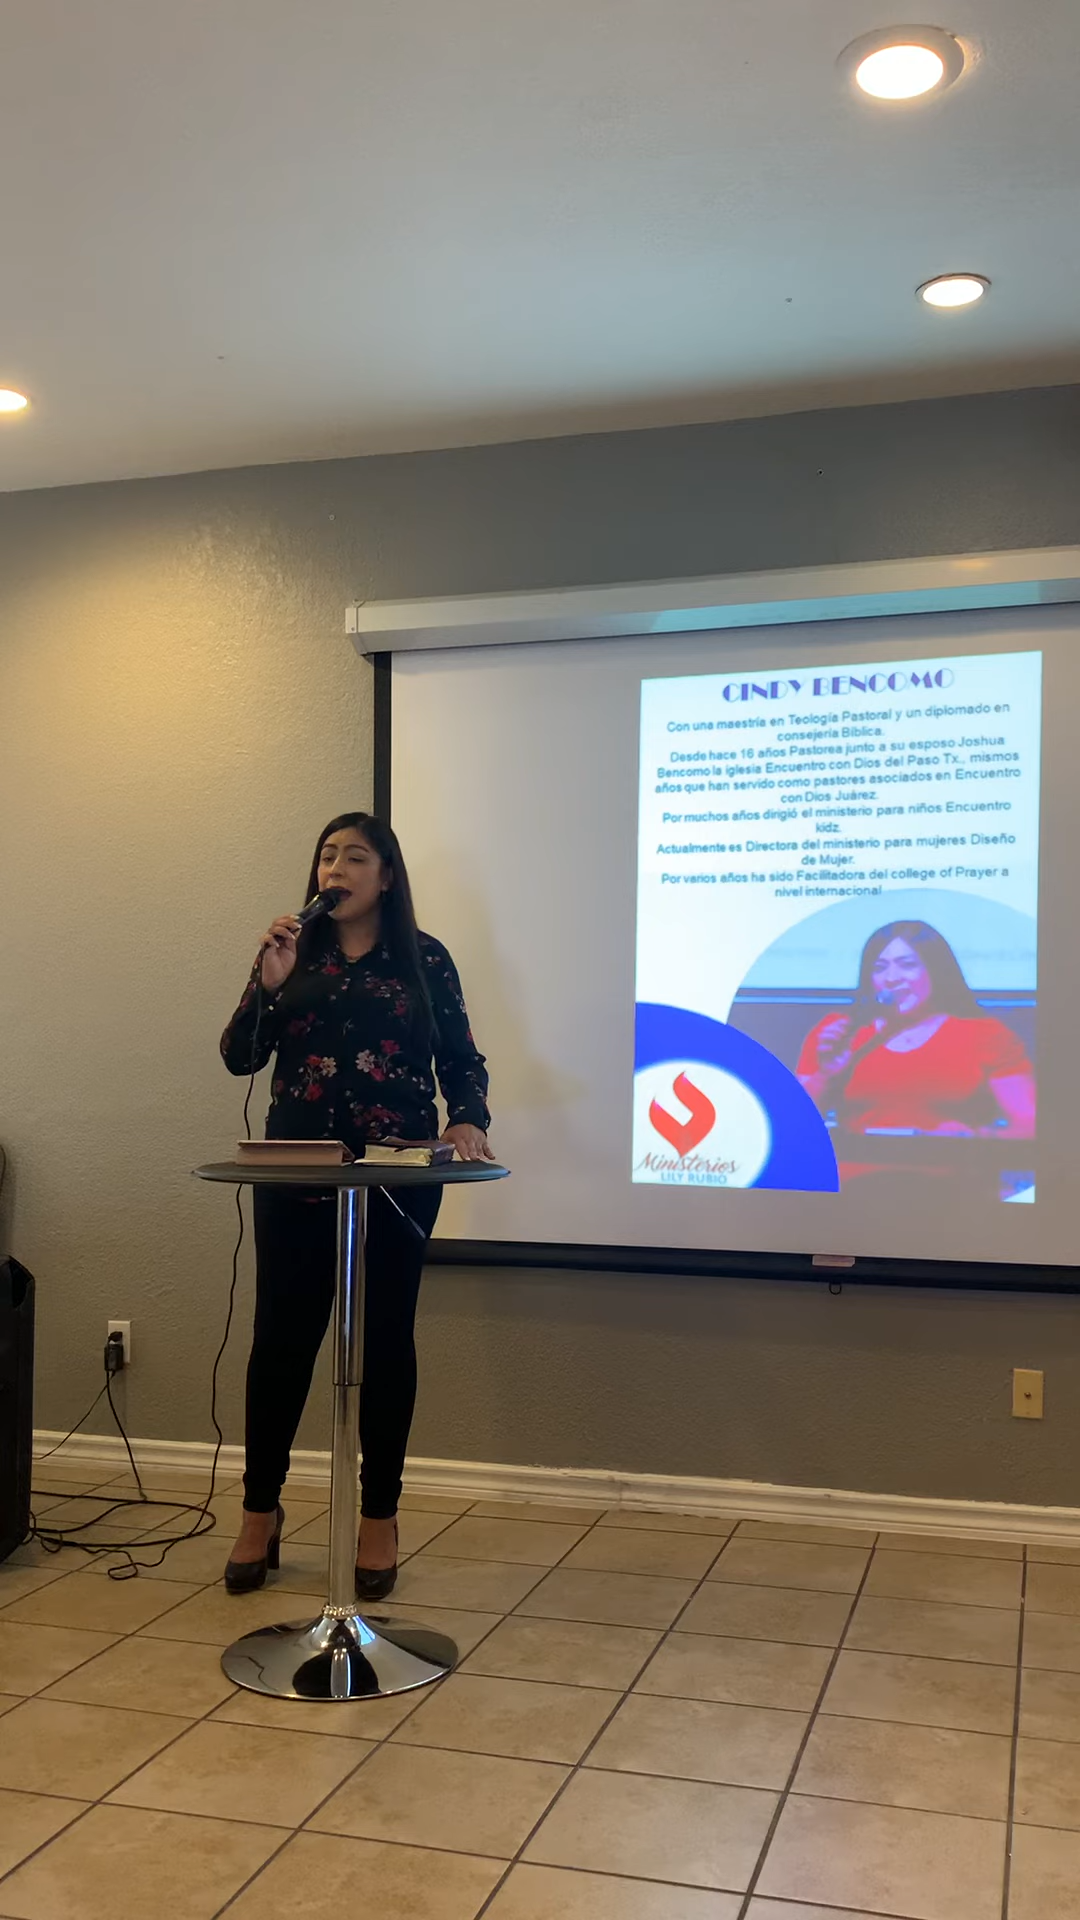 CINDY BENCOMO
Con una maestría en Teología Pastoral y un diplomado en
consejería Bíblica.
Desde hace 16 años Pastorea junto a su esposo Joshua
Bencomo la iglesia Encuentro con Dios del Paso Tx., mismos
años que han servido como pastores asociados en Encuentro
con Dios Juárez.
Por muchos años dirigió el ministerio para niños Encuentro
kidz.
Actualmente es Directora del ministerio para mujeres Diseño
de Mujer.
Por varios años ha sido Facilitadora del college of Prayer a
nivel internacional
Ministerios
LILY RUBIO